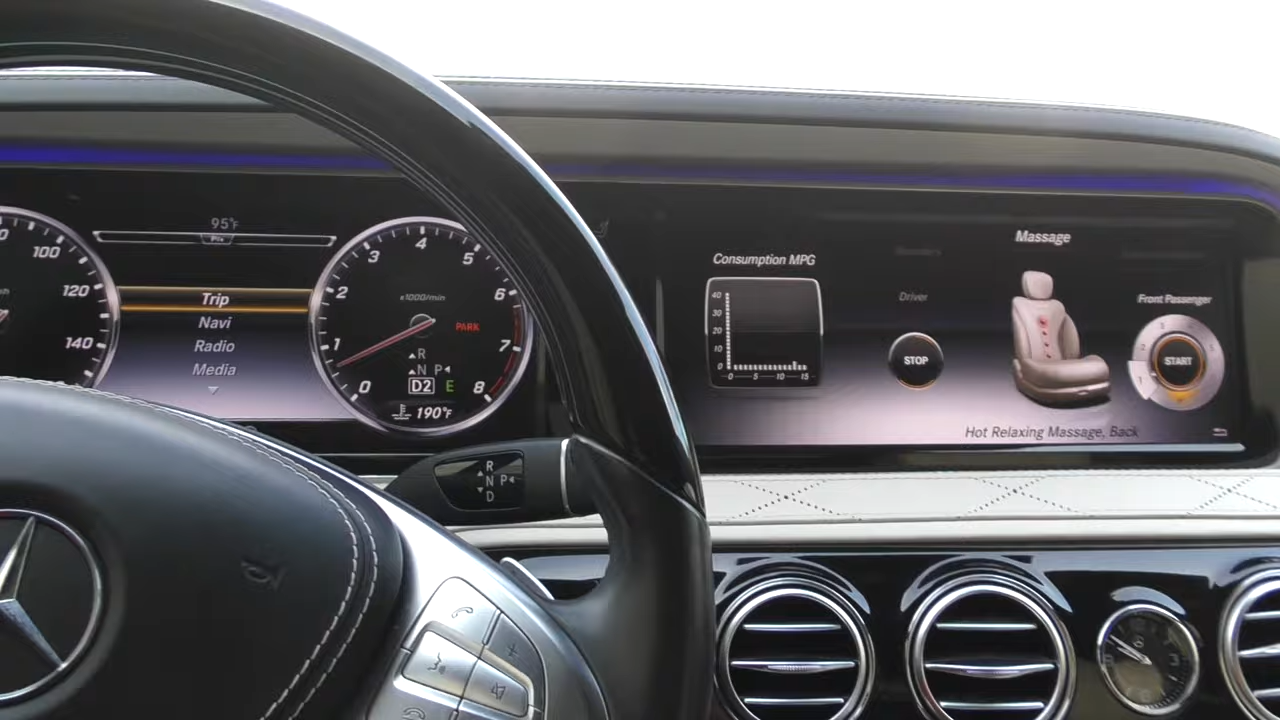 95°F
100
120
140
Trip
Navi
Radio
Media
0
1
2
3
4
5
6
7
8
x1000/min
PARK
R
N P
D2 E
190°F
R
N P
D
Consumption MPG
40
30
20
10
0
0 5 10 15
Massage
Driver
STOP
Front Passenger
START
Hot Relaxing Massage, Back